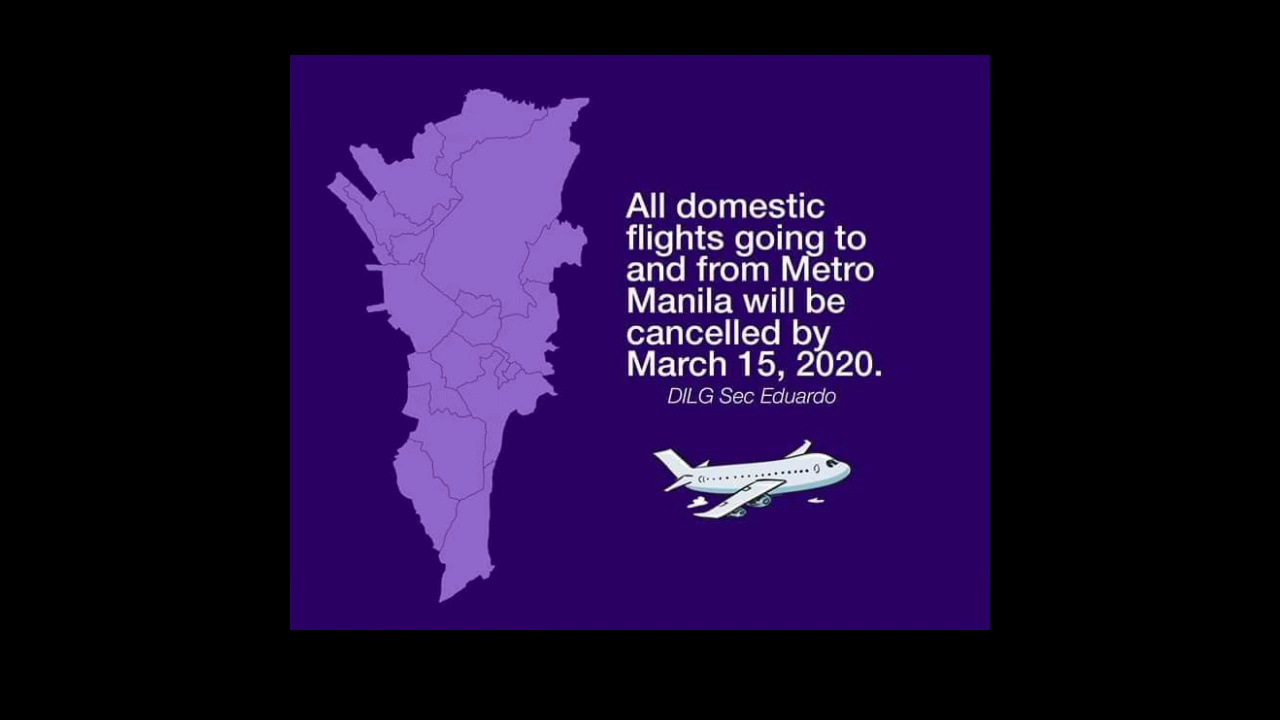 All domestic
flights going to
and from Metro
Manila will be
cancelled by
March 15, 2020.
DILG Sec Eduardo